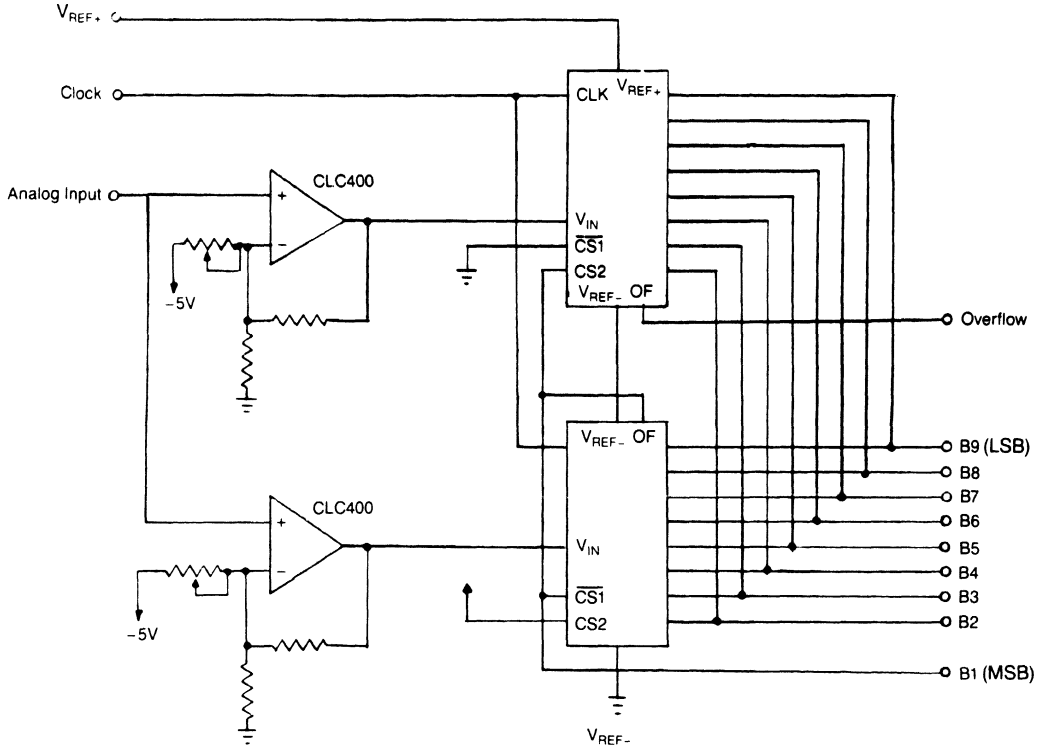 VREF+
Clock
Analog Input
CLC400
+
−
−5V
CLK
VREF+
VIN
CS1
CS2
VREF−
OF
Overflow
VREF−
OF
CLC400
+
−
−5V
VIN
CS1
CS2
VREF−
B9 (LSB)
B8
B7
B6
B5
B4
B3
B2
B1 (MSB)